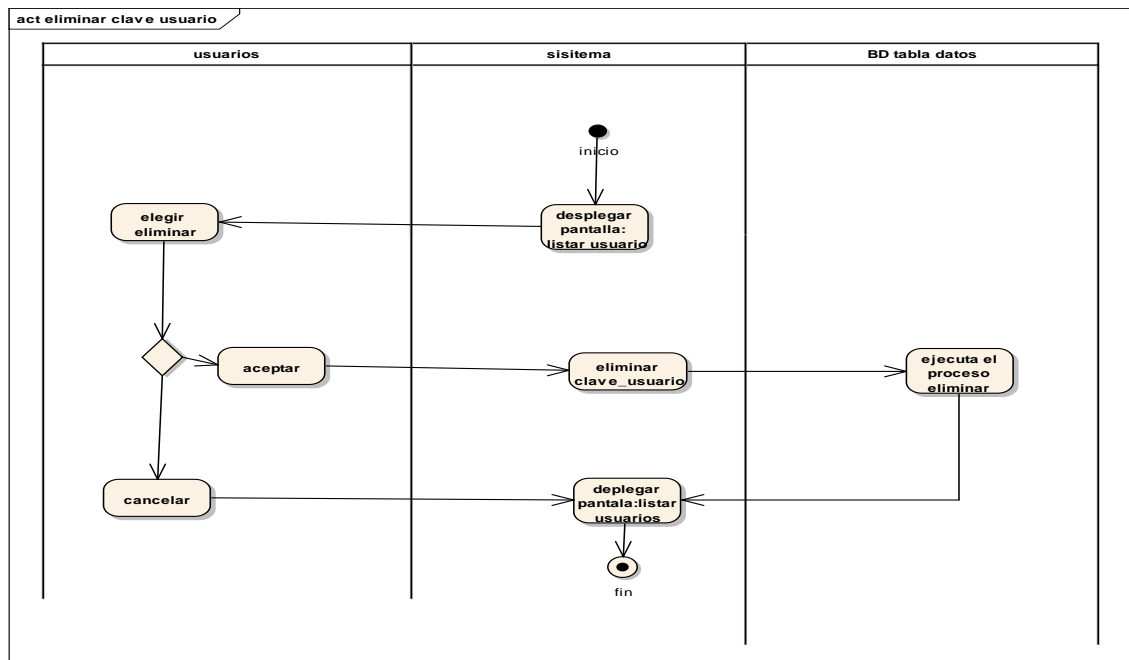 act eliminar clave usuario
usuarios
sisitema
BD tabla datos
inicio
elegir
eliminar
desplegar
pantalla:
listar usuario
aceptar
eliminar
clave_usuario
ejecuta el
proceso
eliminar
cancelar
deplegar
pantala:listar
usuarios
fin